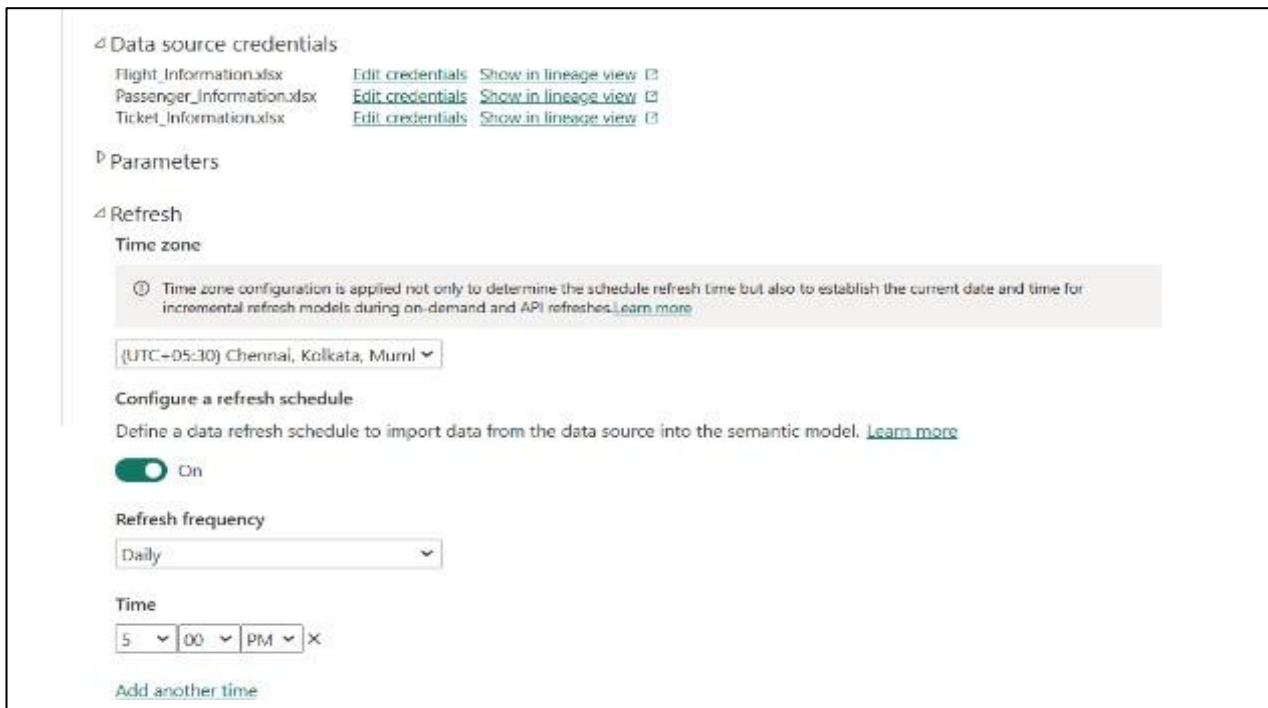 Data source credentials
Flight_Information.xlsx Edit credentials Show in lineage view
Passenger_Information.xlsx Edit credentials Show in lineage view
Ticket_Information.xlsx Edit credentials Show in lineage view
Parameters
Refresh
Time zone
Time zone configuration is applied not only to determine the schedule refresh time but also to establish the current date and time for
incremental refresh models during on-demand and API refreshes.Learn more
(UTC+05:30) Chennai, Kolkata, Muml
Configure a refresh schedule
Define a data refresh schedule to import data from the data source into the semantic model. Learn more
On
Refresh frequency
Daily
Time
5 00 PM
Add another time